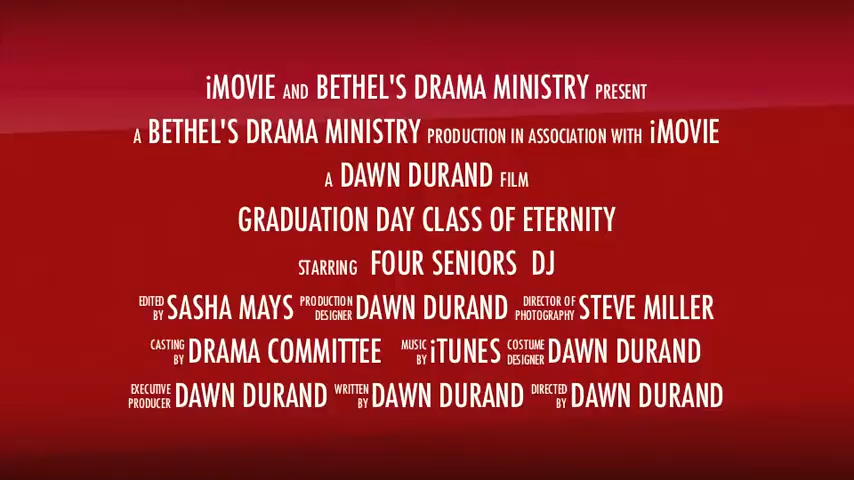 iMOVIE AND BETHEL'S DRAMA MINISTRY PRESENT
A BETHEL'S DRAMA MINISTRY PRODUCTION IN ASSOCIATION WITH iMOVIE
A DAWN DURAND FILM
GRADUATION DAY CLASS OF ETERNITY
STARRING FOUR SENIORS DJ
EDITED BY SASHA MAYS PRODUCTION DESIGNER DAWN DURAND DIRECTOR OF PHOTOGRAPHY STEVE MILLER
CASTING BY DRAMA COMMITTEE MUSIC BY iTUNES COSTUME DESIGNER DAWN DURAND
EXECUTIVE PRODUCER DAWN DURAND WRITTEN BY DAWN DURAND DIRECTED BY DAWN DURAND